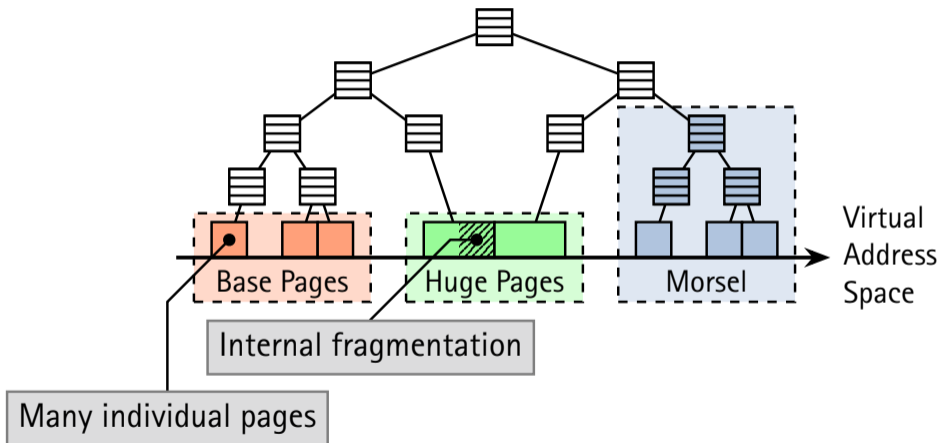 Virtual
Address
Space
Base Pages
Huge Pages
Morsel
Internal fragmentation
Many individual pages